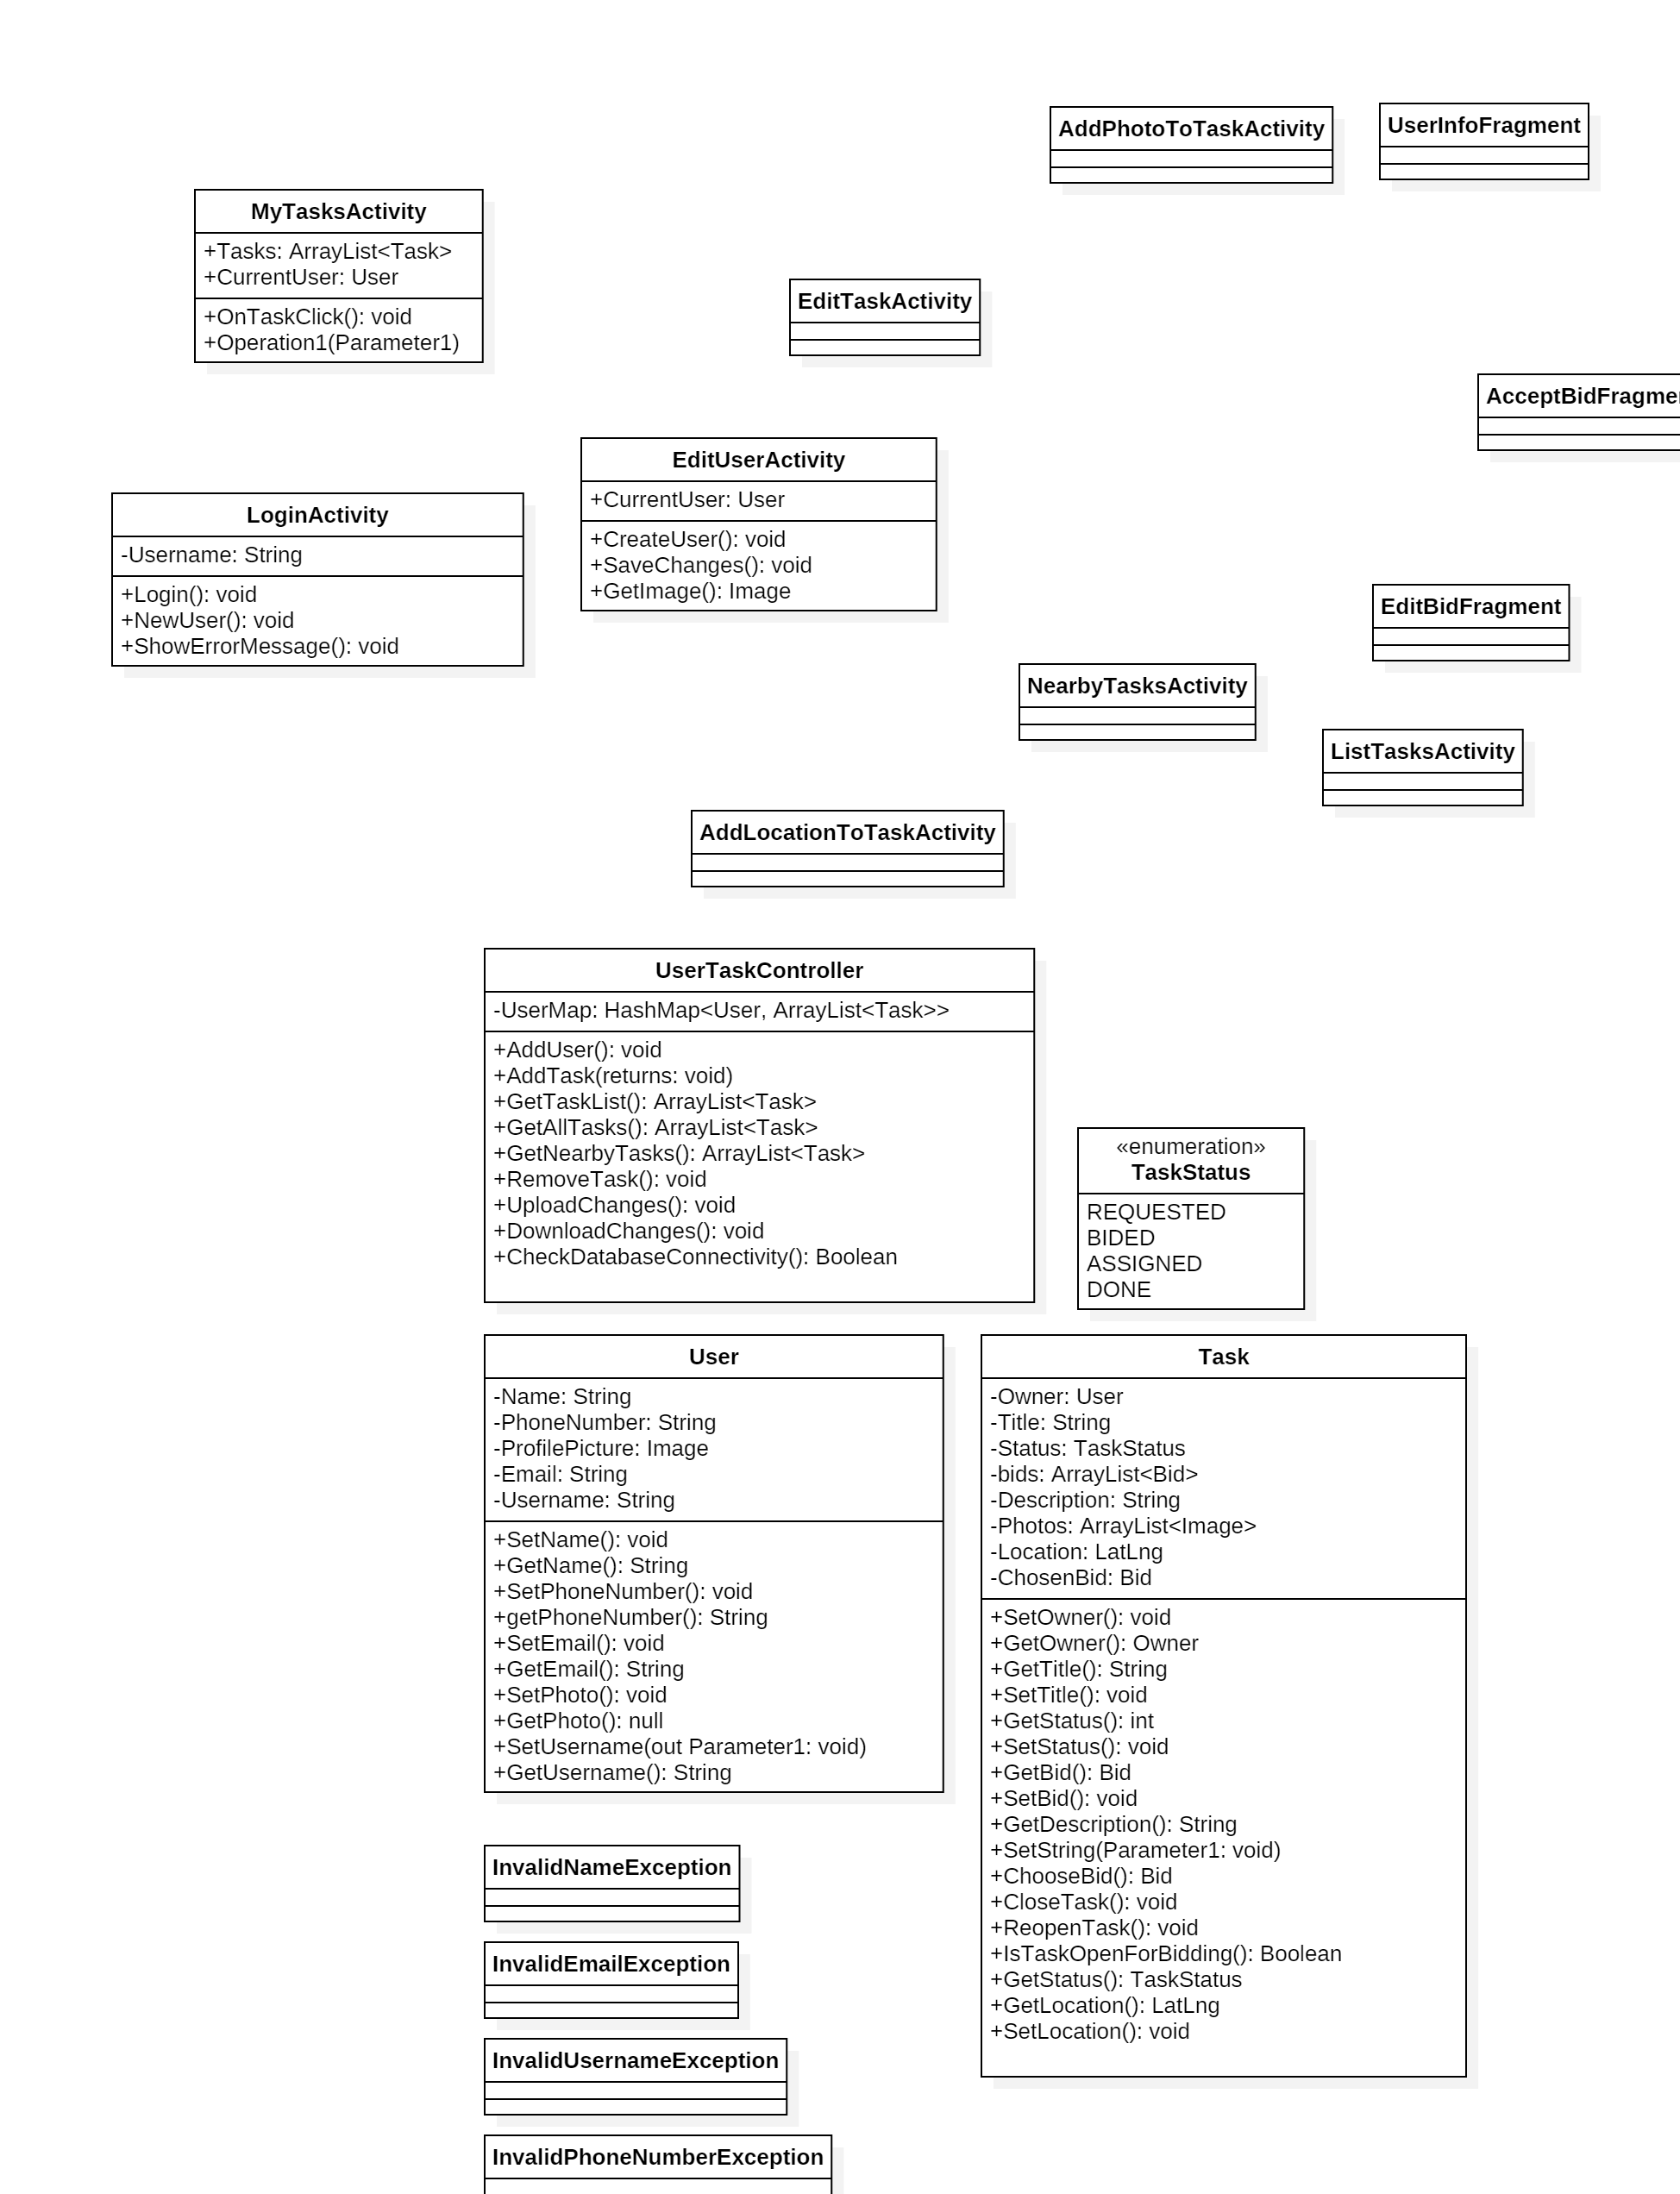 AddPhotoToTaskActivity
UserInfoFragment
MyTasksActivity
+Tasks: ArrayList<Task>
+CurrentUser: User
+OnTaskClick(): void
+Operation1(Parameter1)
EditTaskActivity
AcceptBidFragme
EditUserActivity
+CurrentUser: User
+CreateUser(): void
+SaveChanges(): void
+GetImage(): Image
LoginActivity
-Username: String
+Login(): void
+NewUser(): void
+ShowErrorMessage(): void
EditBidFragment
NearbyTasksActivity
ListTasksActivity
AddLocationToTaskActivity
UserTaskController
-UserMap: HashMap<User, ArrayList<Task>>
+AddUser(): void
+AddTask(returns: void)
+GetTaskList(): ArrayList<Task>
+GetAllTasks(): ArrayList<Task>
+GetNearbyTasks(): ArrayList<Task>
+RemoveTask(): void
+UploadChanges(): void
+DownloadChanges(): void
+CheckDatabaseConnectivity(): Boolean
«enumeration»
TaskStatus
REQUESTED
BIDED
ASSIGNED
DONE
User
-Name: String
-PhoneNumber: String
-ProfilePicture: Image
-Email: String
-Username: String
+SetName(): void
+GetName(): String
+SetPhoneNumber(): void
+getPhoneNumber(): String
+SetEmail(): void
+GetEmail(): String
+SetPhoto(): void
+GetPhoto(): null
+SetUsername(out Parameter1: void)
+GetUsername(): String
Task
-Owner: User
-Title: String
-Status: TaskStatus
-bids: ArrayList<Bid>
-Description: String
-Photos: ArrayList<Image>
-Location: LatLng
-ChosenBid: Bid
+SetOwner(): void
+GetOwner(): Owner
+GetTitle(): String
+SetTitle(): void
+GetStatus(): int
+SetStatus(): void
+GetBid(): Bid
+SetBid(): void
+GetDescription(): String
+SetString(Parameter1: void)
+ChooseBid(): Bid
+CloseTask(): void
+ReopenTask(): void
+IsTaskOpenForBidding(): Boolean
+GetStatus(): TaskStatus
+GetLocation(): LatLng
+SetLocation(): void
InvalidNameException
InvalidEmailException
InvalidUsernameException
InvalidPhoneNumberException